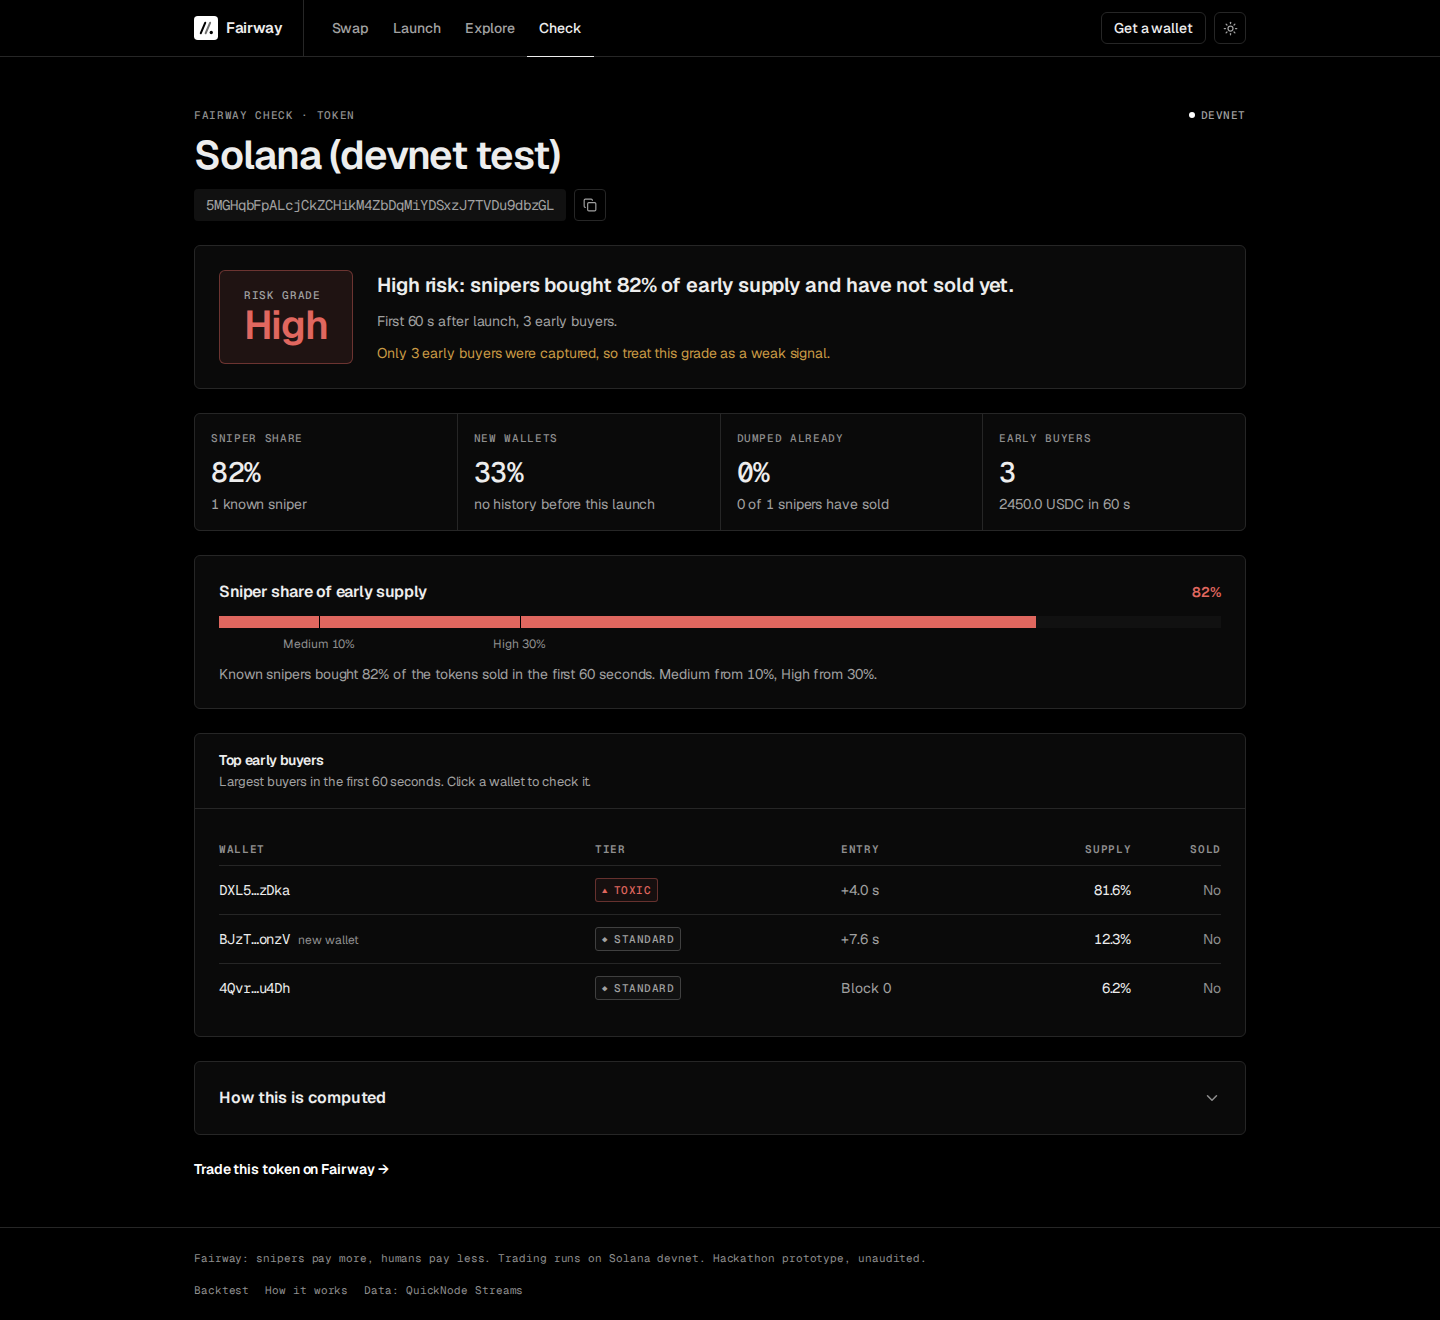 Fairway
Swap Launch Explore Check
Get a wallet
FAIRWAY CHECK · TOKEN
DEVNET
Solana (devnet test)
5MGHqbFpALcjCkZCHikM4ZbDqMiYDSxzJ7TVDu9dbzGL
RISK GRADE
High
High risk: snipers bought 82% of early supply and have not sold yet.
First 60 s after launch, 3 early buyers.
Only 3 early buyers were captured, so treat this grade as a weak signal.
SNIPER SHARE
82%
1 known sniper
NEW WALLETS
33%
no history before this launch
DUMPED ALREADY
0%
0 of 1 snipers have sold
EARLY BUYERS
3
2450.0 USDC in 60 s
Sniper share of early supply 82%
Medium 10% High 30%
Known snipers bought 82% of the tokens sold in the first 60 seconds. Medium from 10%, High from 30%.
Top early buyers
Largest buyers in the first 60 seconds. Click a wallet to check it.
WALLET TIER ENTRY SUPPLY SOLD
DXL5…zDka TOXIC +4.0 s 81.6% No
BJzT…onzV new wallet STANDARD +7.6 s 12.3% No
4Qvr…u4Dh STANDARD Block 0 6.2% No
How this is computed
Trade this token on Fairway →
Fairway: snipers pay more, humans pay less. Trading runs on Solana devnet. Hackathon prototype, unaudited.
Backtest How it works Data: QuickNode Streams